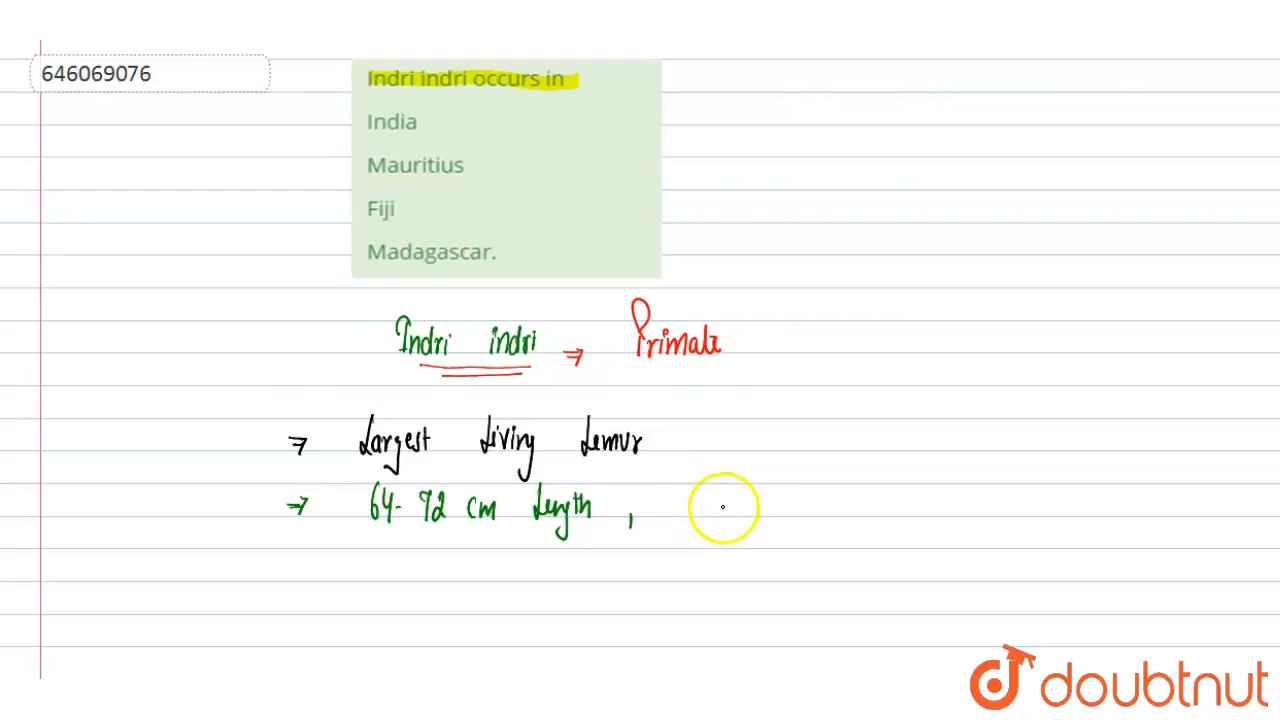 646069076
Indri indri occurs in
India
Mauritius
Fiji
Madagascar.
Indri indri ⇒ Primate
⇒ Largest Living Lemur
⇒ 64-72 cm Length ,
doubtnut